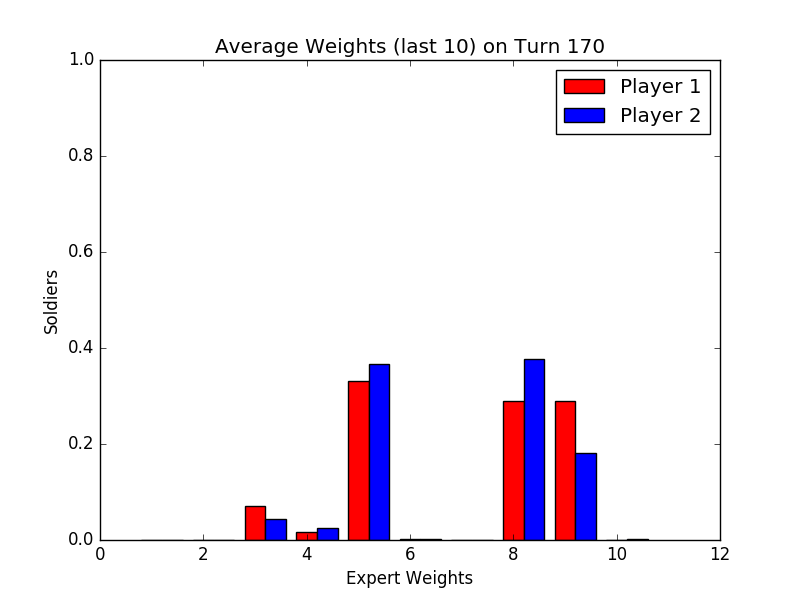 Average Weights (last 10) on Turn 170
1.0
0.8
0.6
0.4
0.2
0.0
Soldiers
Player 1
Player 2
0 2 4 6 8 10 12
Expert Weights